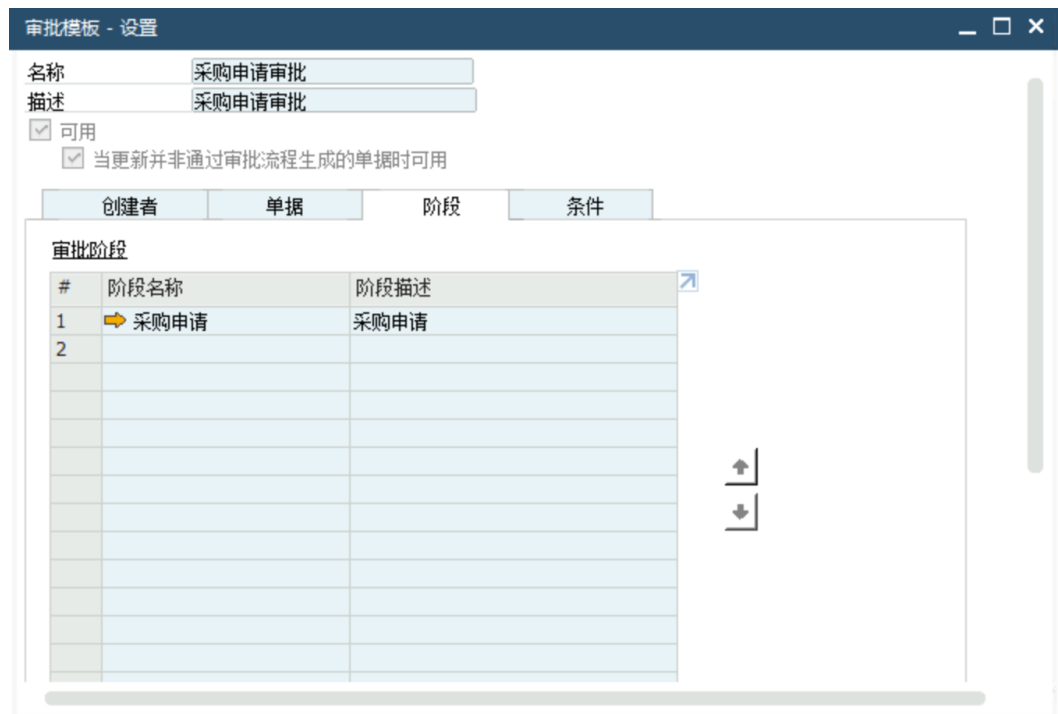 审批模板 - 设置
名称 采购申请审批
描述 采购申请审批
可用
当更新并非通过审批流程生成的单据时可用
创建者 单据 阶段 条件
审批阶段
# 阶段名称 阶段描述
1 采购申请 采购申请
2